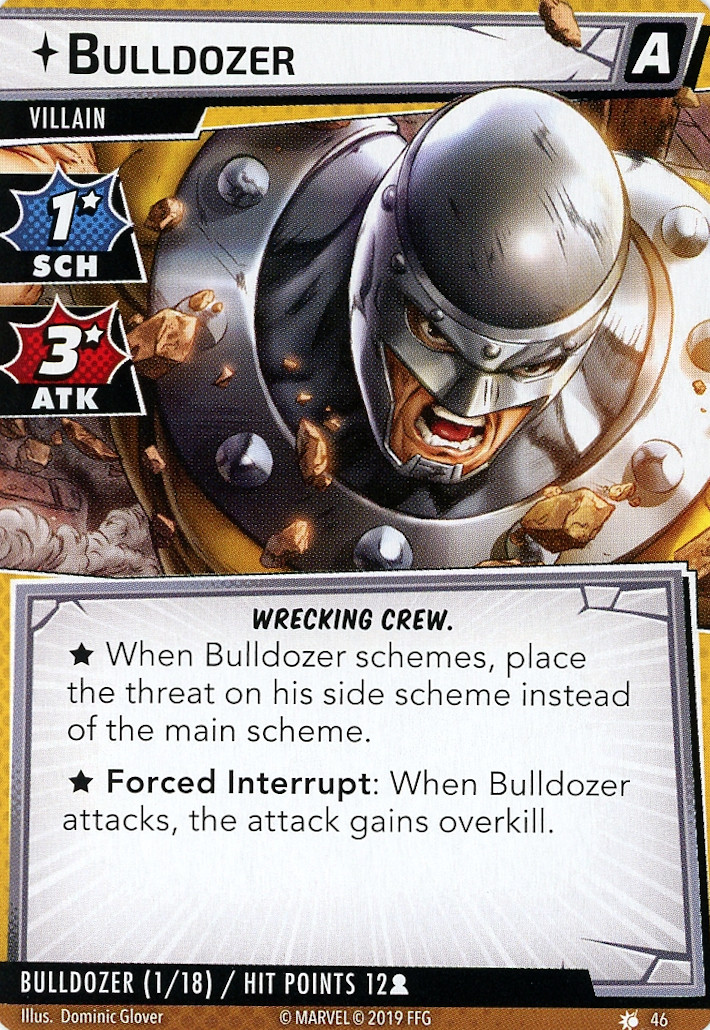 BULLDOZER
A
VILLAIN
1★
SCH
3★
ATK
WRECKING CREW.
★ When Bulldozer schemes, place
the threat on his side scheme instead
of the main scheme.
★ Forced Interrupt: When Bulldozer
attacks, the attack gains overkill.
BULLDOZER (1/18) / HIT POINTS 12
Illus. Dominic Glover © MARVEL © 2019 FFG 46